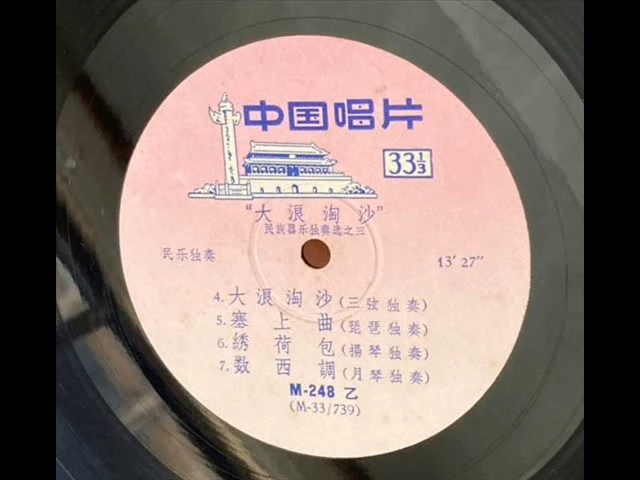 中国唱片
33⅓
“大浪淘沙”
民族器乐独奏选之三
民乐独奏
13′ 27″
4. 大浪淘沙 (三弦独奏)
5. 塞上曲 (琵琶独奏)
6. 绣荷包 (揚琴独奏)
7. 数西調 (月琴独奏)
M-248 乙
(M-33/739)